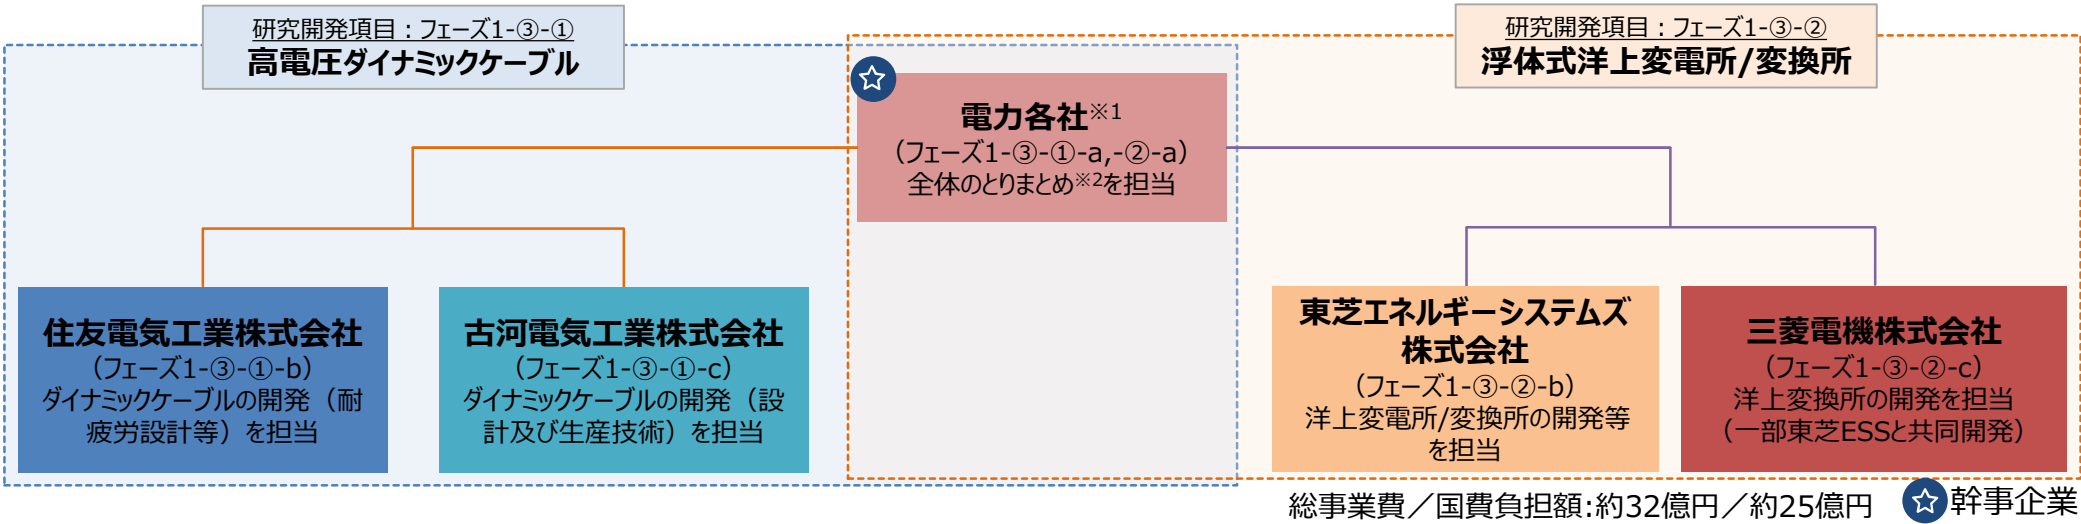 研究開発項目：フェーズ1-③-①
高電圧ダイナミックケーブル
研究開発項目：フェーズ1-③-②
浮体式洋上変電所/変換所
電力各社※1
（フェーズ1-③-①-a,-②-a）
全体のとりまとめ※2を担当
住友電気工業株式会社
（フェーズ1-③-①-b）
ダイナミックケーブルの開発（耐
疲労設計等）を担当
古河電気工業株式会社
（フェーズ1-③-①-c）
ダイナミックケーブルの開発（設
計及び生産技術）を担当
東芝エネルギーシステムズ
株式会社
（フェーズ1-③-②-b）
洋上変電所/変換所の開発等
を担当
三菱電機株式会社
（フェーズ1-③-②-c）
洋上変換所の開発を担当
（一部東芝ESSと共同開発）
総事業費／国費負担額:約32億円／約25億円
幹事企業